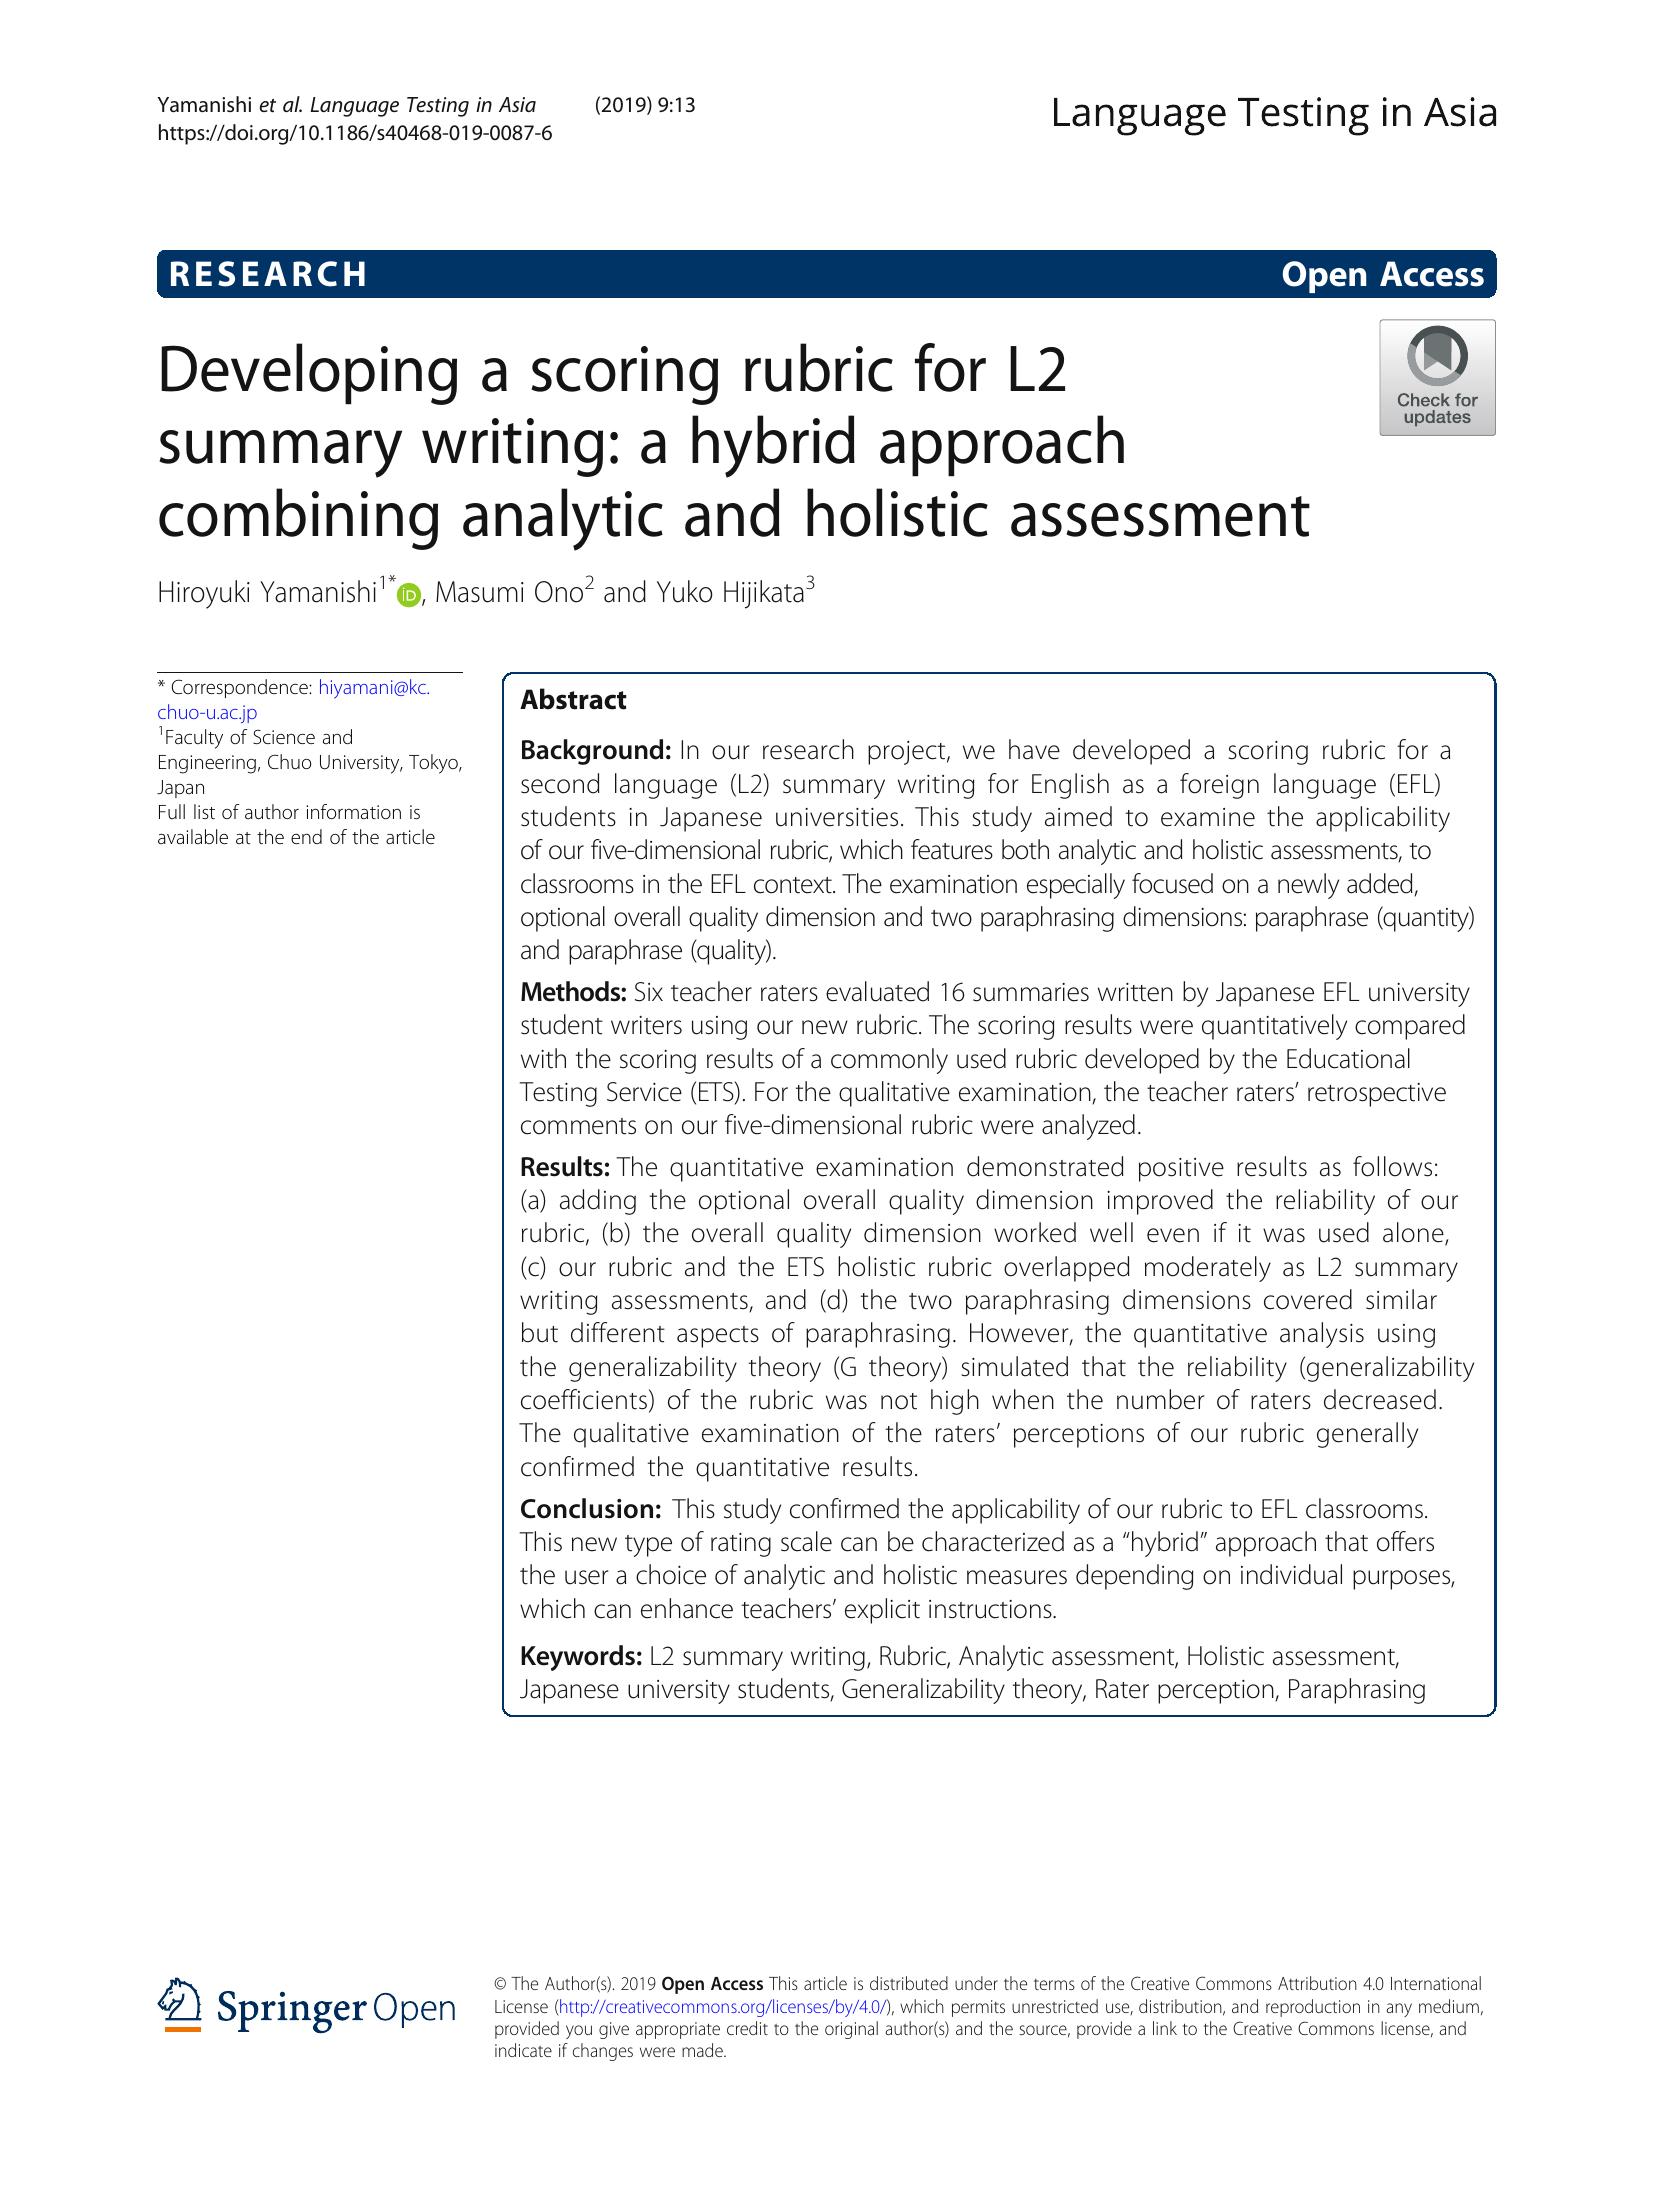 Yamanishi et al. Language Testing in Asia (2019) 9:13
https://doi.org/10.1186/s40468-019-0087-6
Language Testing in Asia
RESEARCH Open Access
Developing a scoring rubric for L2
summary writing: a hybrid approach
combining analytic and holistic assessment
Check for
updates
Hiroyuki Yamanishi1* iD, Masumi Ono2 and Yuko Hijikata3
* Correspondence: hiyamani@kc.
chuo-u.ac.jp
1Faculty of Science and
Engineering, Chuo University, Tokyo,
Japan
Full list of author information is
available at the end of the article
Abstract
Background: In our research project, we have developed a scoring rubric for a
second language (L2) summary writing for English as a foreign language (EFL)
students in Japanese universities. This study aimed to examine the applicability
of our five-dimensional rubric, which features both analytic and holistic assessments, to
classrooms in the EFL context. The examination especially focused on a newly added,
optional overall quality dimension and two paraphrasing dimensions: paraphrase (quantity)
and paraphrase (quality).
Methods: Six teacher raters evaluated 16 summaries written by Japanese EFL university
student writers using our new rubric. The scoring results were quantitatively compared
with the scoring results of a commonly used rubric developed by the Educational
Testing Service (ETS). For the qualitative examination, the teacher raters’ retrospective
comments on our five-dimensional rubric were analyzed.
Results: The quantitative examination demonstrated positive results as follows:
(a) adding the optional overall quality dimension improved the reliability of our
rubric, (b) the overall quality dimension worked well even if it was used alone,
(c) our rubric and the ETS holistic rubric overlapped moderately as L2 summary
writing assessments, and (d) the two paraphrasing dimensions covered similar
but different aspects of paraphrasing. However, the quantitative analysis using
the generalizability theory (G theory) simulated that the reliability (generalizability
coefficients) of the rubric was not high when the number of raters decreased.
The qualitative examination of the raters’ perceptions of our rubric generally
confirmed the quantitative results.
Conclusion: This study confirmed the applicability of our rubric to EFL classrooms.
This new type of rating scale can be characterized as a “hybrid” approach that offers
the user a choice of analytic and holistic measures depending on individual purposes,
which can enhance teachers’ explicit instructions.
Keywords: L2 summary writing, Rubric, Analytic assessment, Holistic assessment,
Japanese university students, Generalizability theory, Rater perception, Paraphrasing
Springer Open
© The Author(s). 2019 Open Access This article is distributed under the terms of the Creative Commons Attribution 4.0 International
License (http://creativecommons.org/licenses/by/4.0/), which permits unrestricted use, distribution, and reproduction in any medium,
provided you give appropriate credit to the original author(s) and the source, provide a link to the Creative Commons license, and
indicate if changes were made.